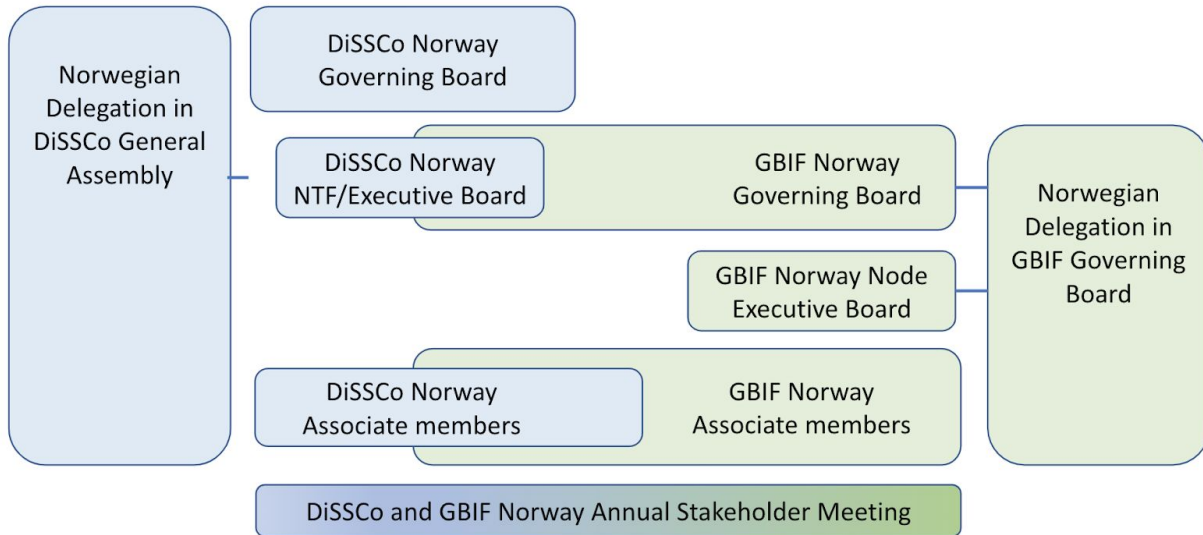 Norwegian
Delegation in
DiSSCo General
Assembly
DiSSCo Norway
Governing Board
DiSSCo Norway
NTF/Executive Board
GBIF Norway
Governing Board
GBIF Norway Node
Executive Board
DiSSCo Norway
Associate members
GBIF Norway
Associate members
Norwegian
Delegation in
GBIF Governing
Board
DiSSCo and GBIF Norway Annual Stakeholder Meeting